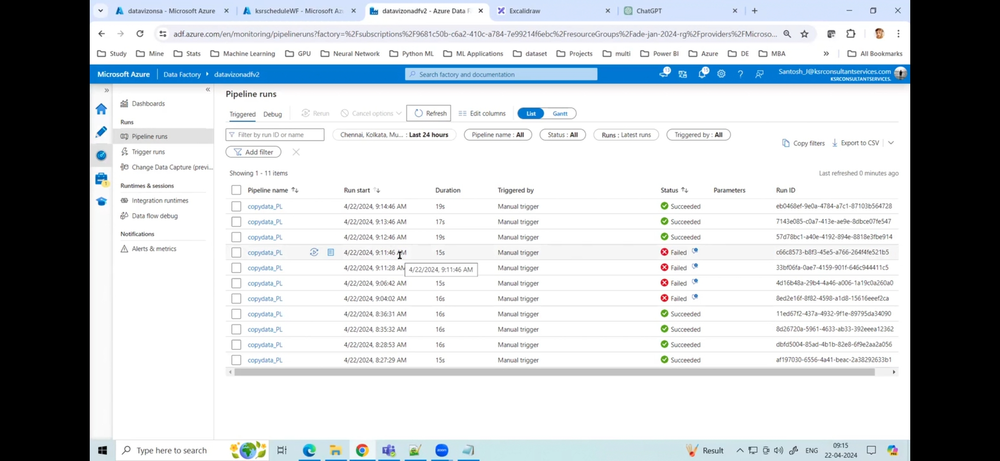 datavizonsa - Microsoft Azure
ksrscheduleWF - Microsoft Az
datavizonadfv2 - Azure Data F
Excalidraw
ChatGPT
adf.azure.com/en/monitoring/pipelineruns?factory=%2Fsubscriptions%2F9681c50b-c6a2-410c-a784-7e99214f6ebc%2FresourceGroups%2Fade-jan-2024-rg%2Fproviders%2FMicroso...
Study Mine Stats Machine Learning GPU Neural Network Python ML ML Applications dataset Projects multi Power BI Azure DE MBA » All Bookmarks
Microsoft Azure Data Factory datavizonadfv2 Search factory and documentation 13 15 ? Santosh_J@ksrconsultantservices.com
KSRCONSULTANTSERVICES.
Dashboards
Runs
Pipeline runs
Trigger runs
Change Data Capture (previ...
Runtimes & sessions
Integration runtimes
Data flow debug
Notifications
Alerts & metrics
1
Pipeline runs
Triggered Debug Rerun Cancel options Refresh Edit columns List Gantt
Filter by run ID or name Chennai, Kolkata, Mu... : Last 24 hours Pipeline name : All Status : All Runs : Latest runs Triggered by : All
Add filter
Copy filters Export to CSV
Showing 1 - 11 items Last refreshed 0 minutes ago
Pipeline name Run start Duration Triggered by Status Parameters Run ID
copydata_PL 4/22/2024, 9:14:46 AM 19s Manual trigger Succeeded eb0468ef-9e0a-4784-a7c1-87103b564728
copydata_PL 4/22/2024, 9:13:46 AM 17s Manual trigger Succeeded 7143e085-c0a7-413e-ae9e-8dbce07fe547
copydata_PL 4/22/2024, 9:12:46 AM 19s Manual trigger Succeeded 57d78bc1-a40e-4192-894e-8818e3fbe914
copydata_PL 4/22/2024, 9:11:46 AM 15s Manual trigger Failed c66c8573-b8f3-45e5-a766-264f4fe521b5
copydata_PL 4/22/2024, 9:11:28 AM Manual trigger Failed 33bf06fa-0ae7-4159-901f-646c944411c5
4/22/2024, 9:11:46 AM
copydata_PL 4/22/2024, 9:06:42 AM 15s Manual trigger Failed 4d16b48a-29b4-4a46-a006-1a19c0a260a0
copydata_PL 4/22/2024, 9:04:02 AM 16s Manual trigger Failed 8ed2e16f-8f82-4598-a1d8-15616eeef2ca
copydata_PL 4/22/2024, 8:36:31 AM 16s Manual trigger Succeeded 11ed67f2-437a-4932-9f1e-89795da34090
copydata_PL 4/22/2024, 8:35:32 AM 16s Manual trigger Succeeded 8d26720a-5961-4633-ab33-392eeea12362
copydata_PL 4/22/2024, 8:28:53 AM 16s Manual trigger Succeeded dbfd5004-85ad-4b1b-82e8-6f9e2aa2a056
copydata_PL 4/22/2024, 8:27:29 AM 15s Manual trigger Succeeded af197030-6556-4a41-beac-2a38292633b1
Type here to search zoom Result ENG 09:15
22-04-2024
PRE